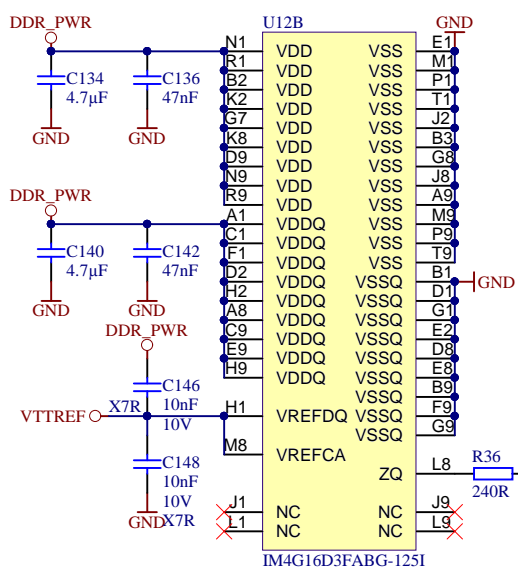 DDR_PWR
C134
4.7µF
GND
C136
47nF
GND
DDR_PWR
C140
4.7µF
GND
C142
47nF
GND
DDR_PWR
C146
10nF
10V
X7R
VTTREF
C148
10nF
10V
X7R
GND
U12B
N1 VDD VSS E1
R1 VDD VSS M1
B2 VDD VSS P1
K2 VDD VSS T1
G7 VDD VSS J2
K8 VDD VSS B3
D9 VDD VSS G8
N9 VDD VSS J8
R9 VDD VSS A9
A1 VDDQ VSS M9
C1 VDDQ VSS P9
F1 VDDQ VSS T9
D2 VDDQ VSSQ B1
H2 VDDQ VSSQ D1
A8 VDDQ VSSQ G1
C9 VDDQ VSSQ E2
E9 VDDQ VSSQ D8
H9 VDDQ VSSQ E8
VSSQ B9
H1 VREFDQ VSSQ F9
VSSQ G9
M8 VREFCA
ZQ L8
J1 NC NC J9
L1 NC NC L9
IM4G16D3FABG-125I
GND
GND
R36
240R